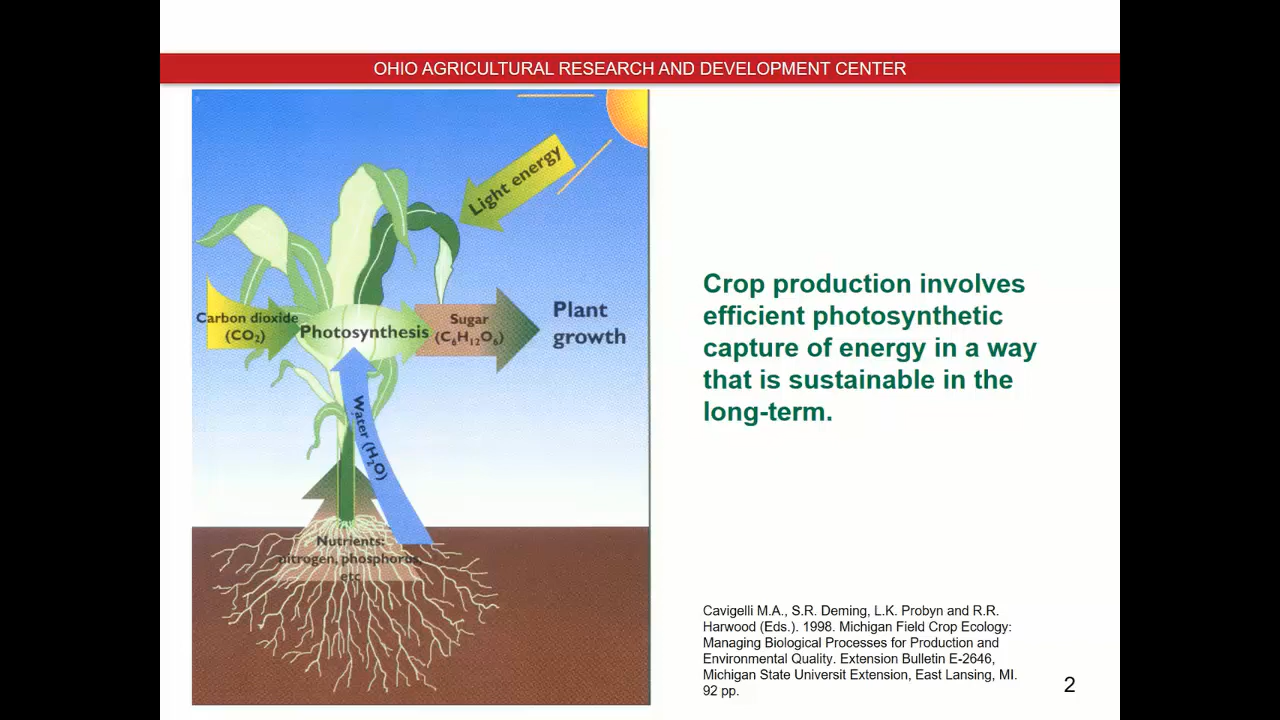 OHIO AGRICULTURAL RESEARCH AND DEVELOPMENT CENTER
Light energy
Carbon dioxide
(CO₂)
Photosynthesis
Sugar
(C₆H₁₂O₆)
Plant
growth
Water (H₂O)
Nutrients:
nitrogen, phosphorus,
etc
Crop production involves
efficient photosynthetic
capture of energy in a way
that is sustainable in the
long-term.
Cavigelli M.A., S.R. Deming, L.K. Probyn and R.R.
Harwood (Eds.). 1998. Michigan Field Crop Ecology:
Managing Biological Processes for Production and
Environmental Quality. Extension Bulletin E-2646,
Michigan State Universit Extension, East Lansing, MI.
92 pp.
2